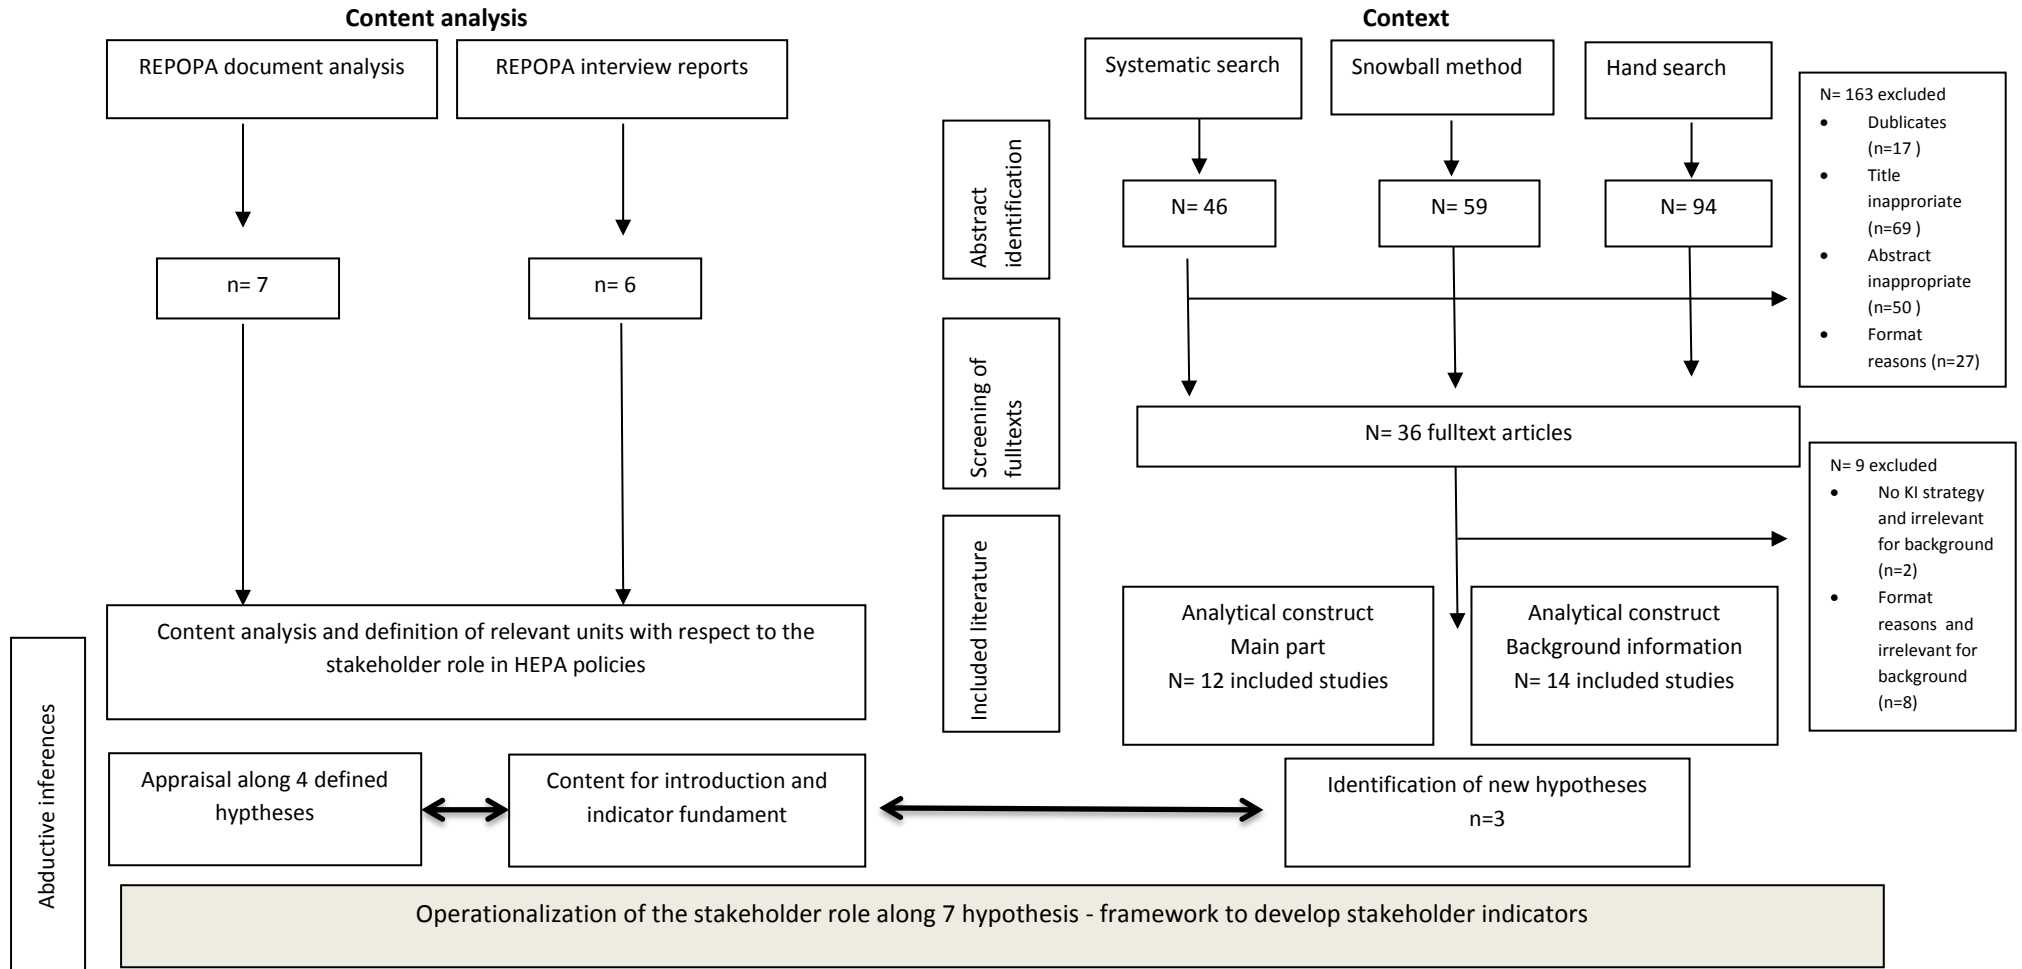 Content analysis
Context
REPOPA document analysis
REPOPA interview reports
Systematic search
Snowball method
Hand search
N= 163 excluded
• Dublicates
(n=17 )
• Title
inapproriate
(n=69 )
• Abstract
inappropriate
(n=50 )
• Format
reasons (n=27)
Abstract
identification
N= 46
N= 59
N= 94
n= 7
n= 6
Screening of
fulltexts
N= 36 fulltext articles
N= 9 excluded
• No KI strategy
and irrelevant
for background
(n=2)
• Format
reasons and
irrelevant for
background
(n=8)
Included literature
Analytical construct
Main part
N= 12 included studies
Analytical construct
Background information
N= 14 included studies
Content analysis and definition of relevant units with respect to the
stakeholder role in HEPA policies
Abductive inferences
Appraisal along 4 defined
hyptheses
Content for introduction and
indicator fundament
Identification of new hypotheses
n=3
Operationalization of the stakeholder role along 7 hypothesis - framework to develop stakeholder indicators